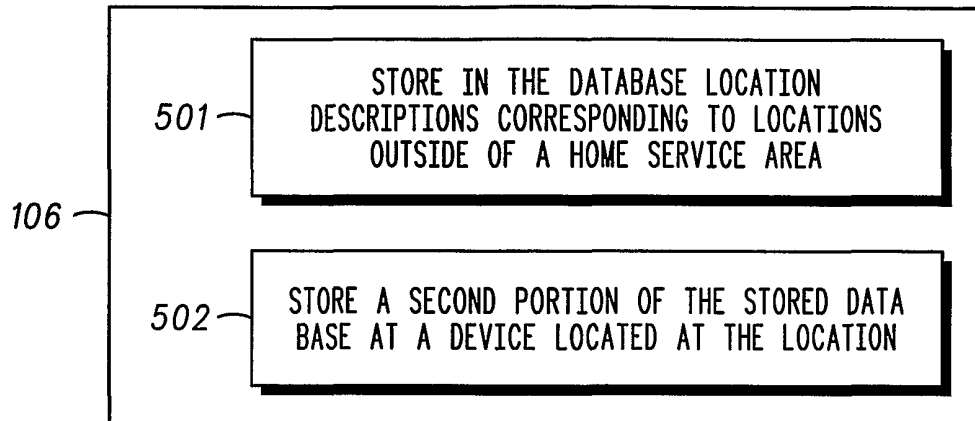 501
STORE IN THE DATABASE LOCATION
DESCRIPTIONS CORRESPONDING TO LOCATIONS
OUTSIDE OF A HOME SERVICE AREA
106
502
STORE A SECOND PORTION OF THE STORED DATA
BASE AT A DEVICE LOCATED AT THE LOCATION